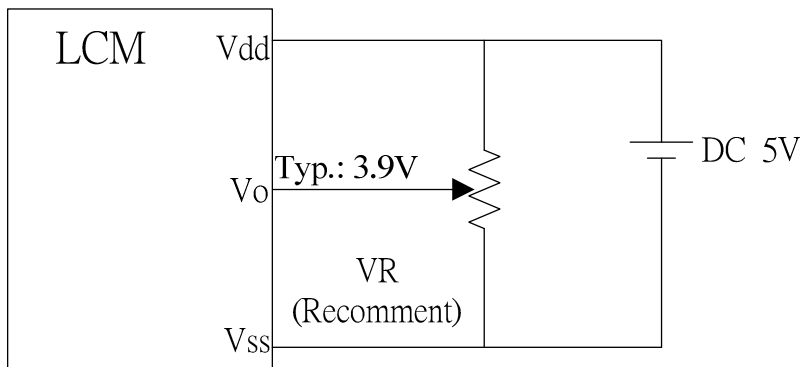 LCM
Vdd
DC 5V
Typ.: 3.9V
Vo
VR
(Recomment)
Vss